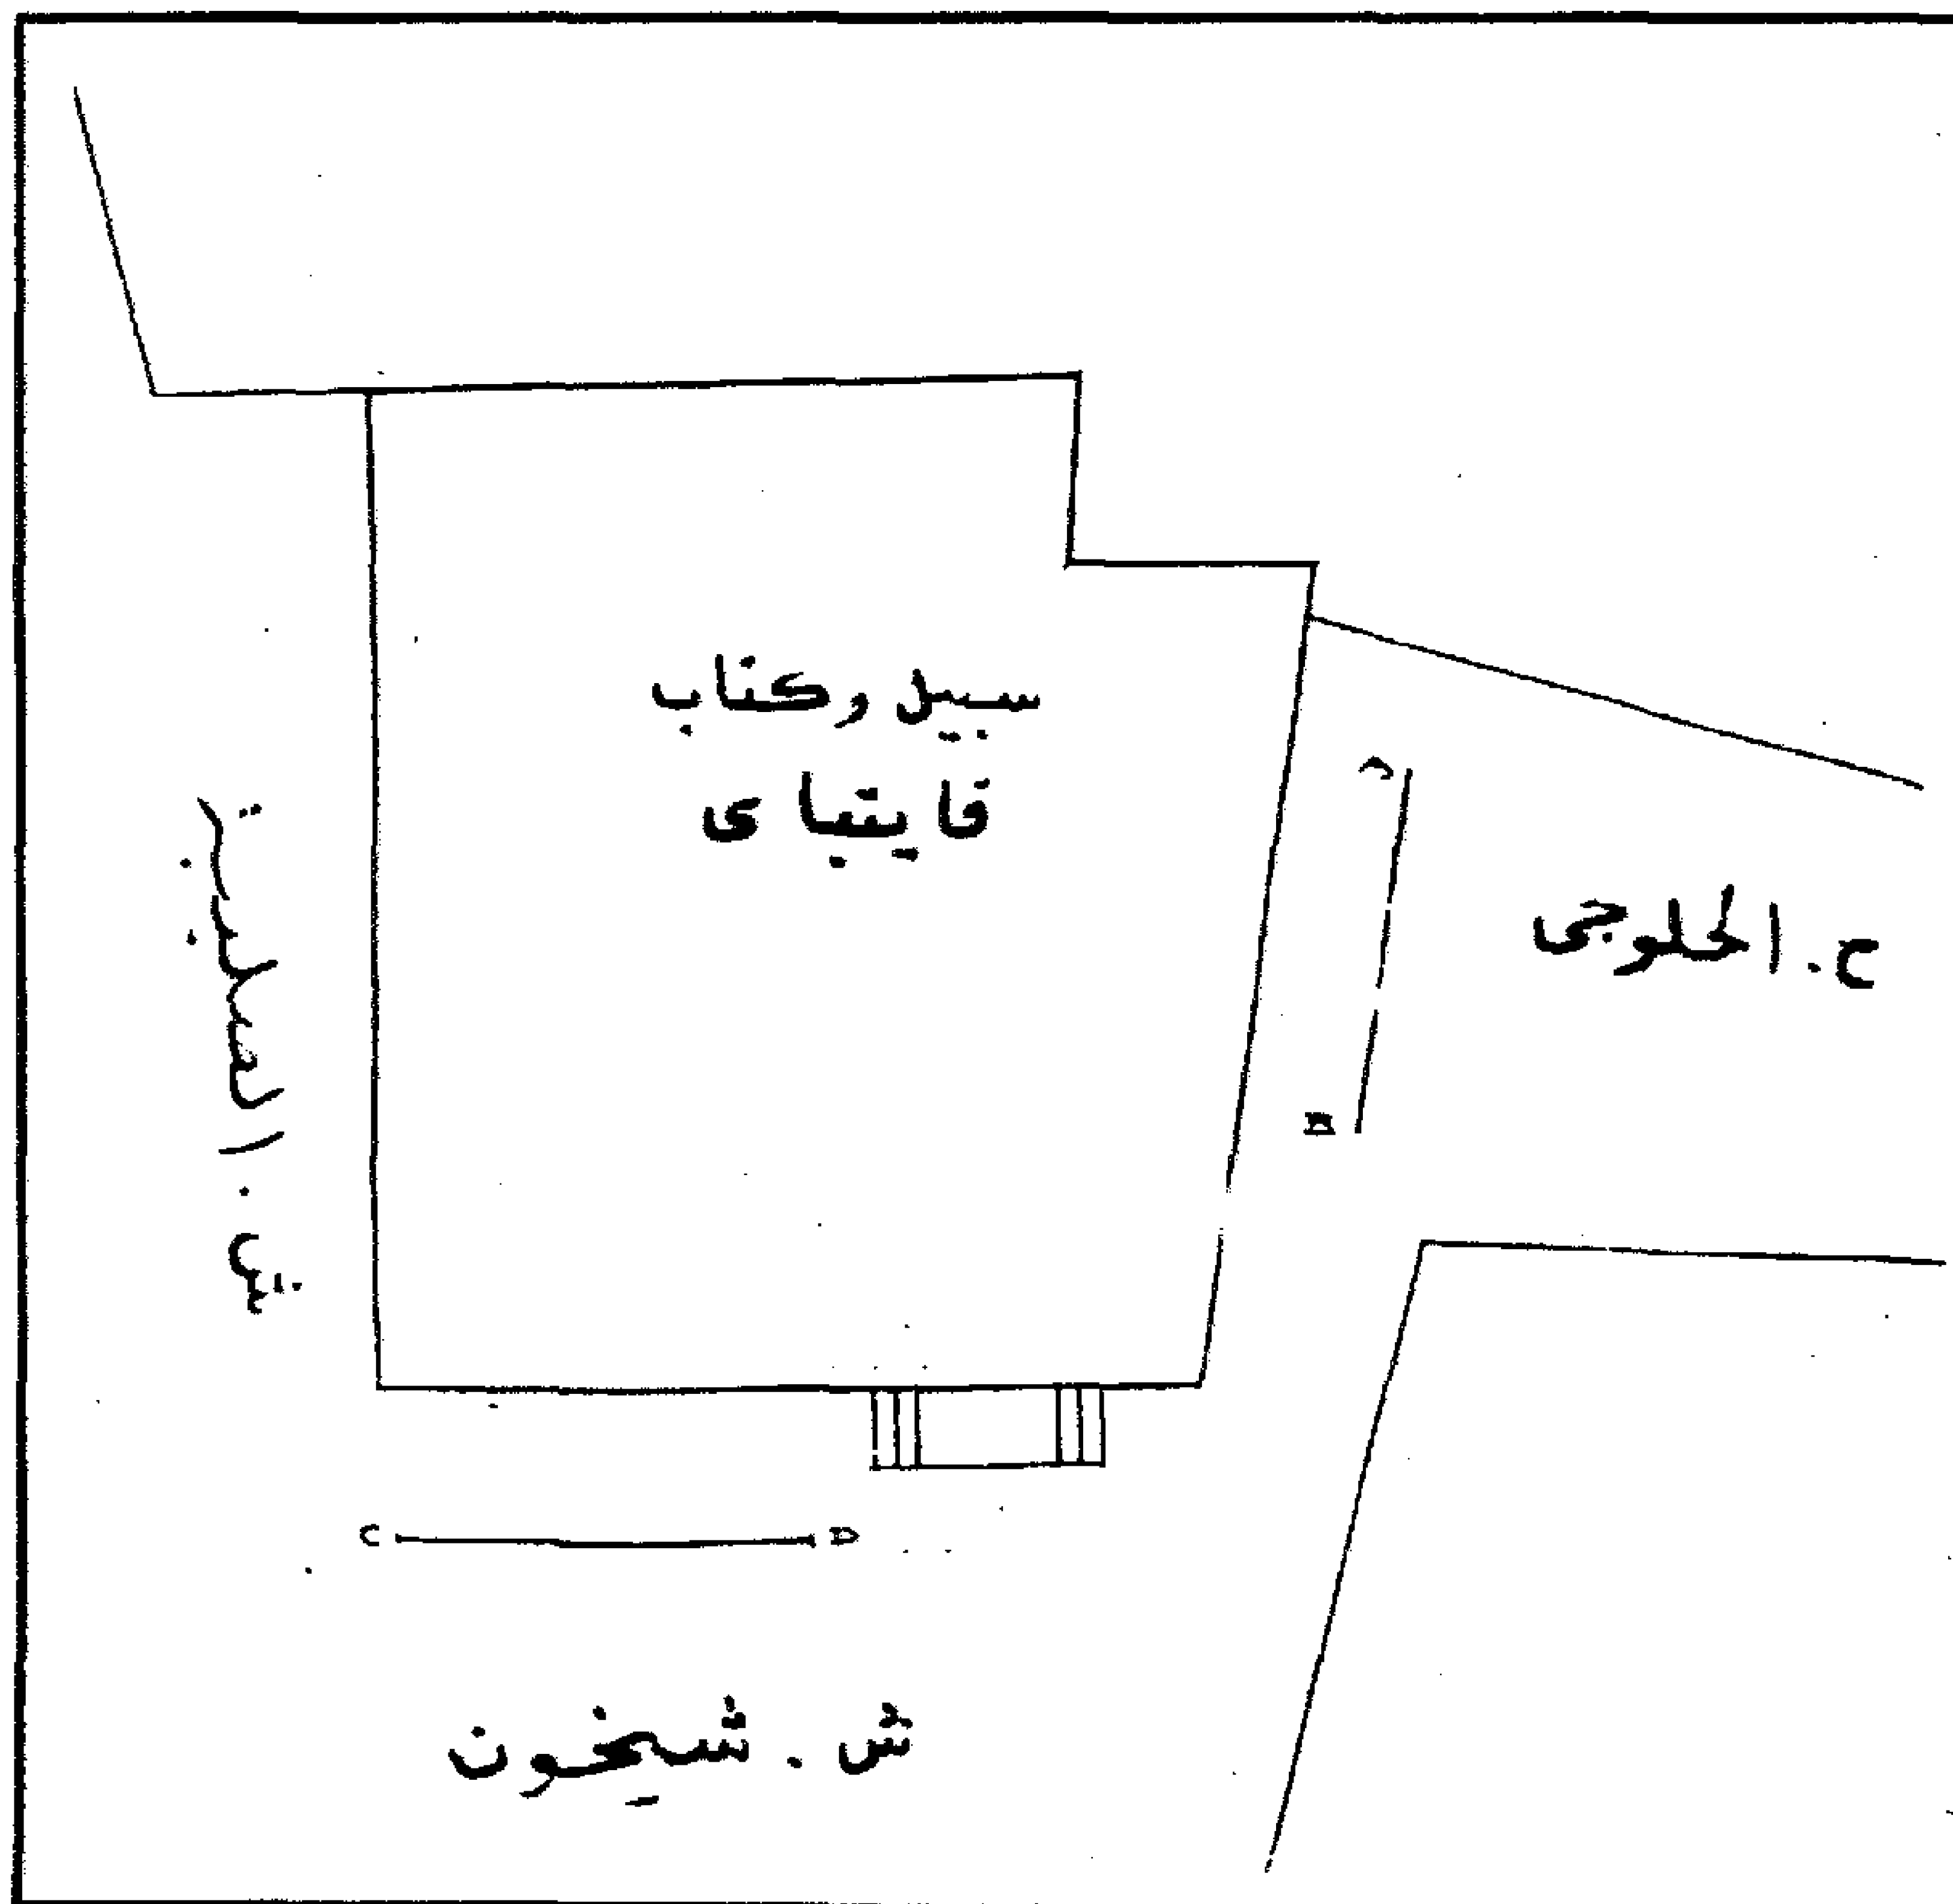 سبيل وكتاب
قايتباى
ح. الحلوجى
ش. الصليبة
C D
ش. شيخون